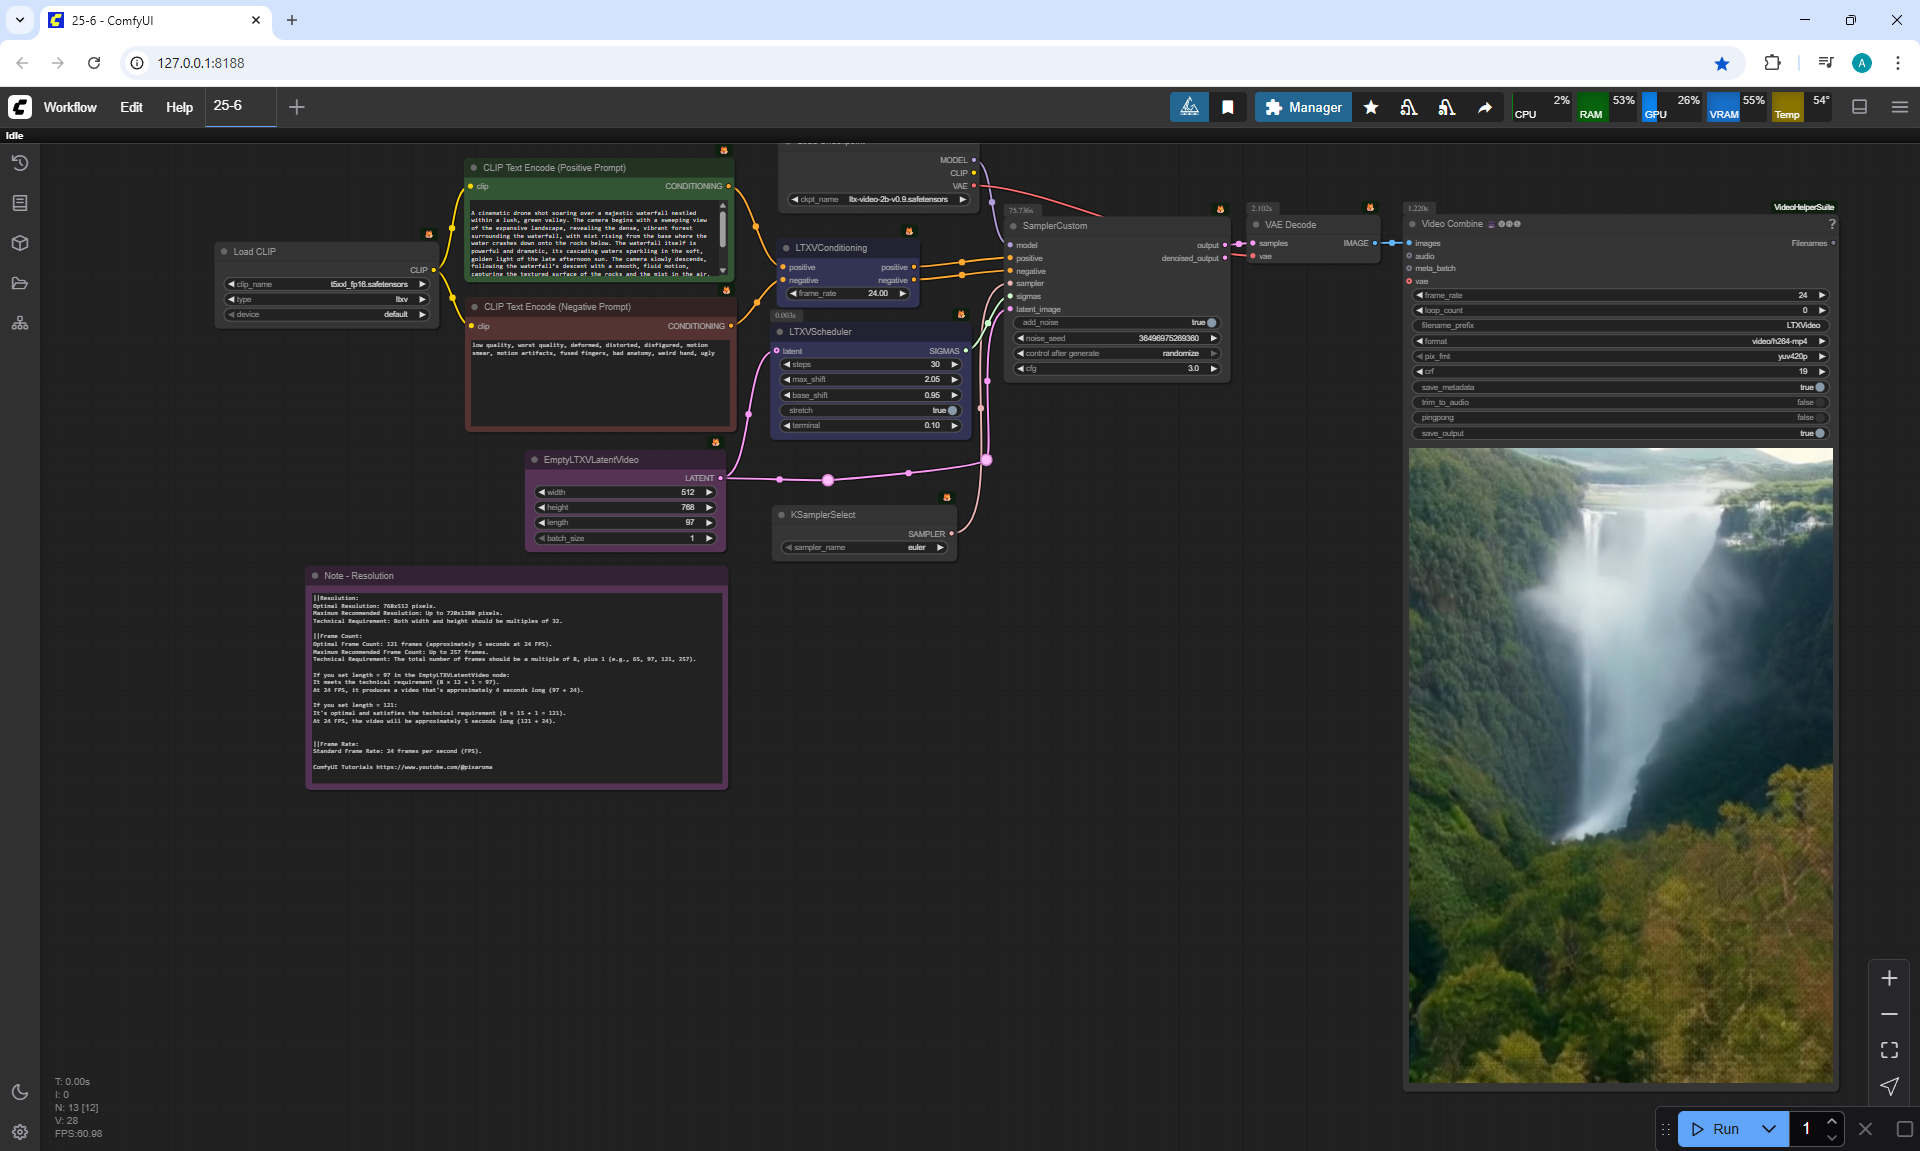 25-6 - ComfyUI
127.0.0.1:8188
A
Workflow
Edit
Help
25-6
Manager
CPU 2%
RAM 53%
GPU 26%
VRAM 55%
Temp 54°
Idle
CLIP Text Encode (Positive Prompt)
clip
CONDITIONING
A cinematic drone shot soaring over a majestic waterfall nestled
within a lush, green valley. The camera begins with a sweeping view
of the expansive landscape, revealing the dense, vibrant forest
surrounding the waterfall, with mist rising from the base where the
water crashes down onto the rocks below. The waterfall itself is
powerful and dramatic, its cascading waters sparkling in the soft,
golden light of the late afternoon sun. The camera slowly descends,
following the waterfall's descent with a smooth, fluid motion,
capturing the textured surface of the rocks and the mist in the air.
Load CLIP
CLIP
clip_name t5xxl_fp16.safetensors
type ltxv
device default
CLIP Text Encode (Negative Prompt)
clip
CONDITIONING
low quality, worst quality, deformed, distorted, disfigured, motion
smear, motion artifacts, fused fingers, bad anatomy, weird hand, ugly
MODEL
CLIP
VAE
ckpt_name ltx-video-2b-v0.9.safetensors
LTXVConditioning
positive positive
negative negative
frame_rate 24.00
0.003s
LTXVScheduler
latent SIGMAS
steps 30
max_shift 2.05
base_shift 0.95
stretch true
terminal 0.10
EmptyLTXVLatentVideo
LATENT
width 512
height 768
length 97
batch_size 1
KSamplerSelect
SAMPLER
sampler_name euler
75.736s
SamplerCustom
model output
positive denoised_output
negative
sampler
sigmas
latent_image
add_noise true
noise_seed 36496975269360
control after generate randomize
cfg 3.0
2.102s
VAE Decode
samples IMAGE
vae
1.220s
VideoHelperSuite
Video Combine
?
images Filenames
audio
meta_batch
vae
frame_rate 24
loop_count 0
filename_prefix LTXVideo
format video/h264-mp4
pix_fmt yuv420p
crf 19
save_metadata true
trim_to_audio false
pingpong false
save_output true
Note - Resolution
||Resolution:
Optimal Resolution: 768x512 pixels.
Maximum Recommended Resolution: Up to 720x1280 pixels.
Technical Requirement: Both width and height should be multiples of 32.
||Frame Count:
Optimal Frame Count: 121 frames (approximately 5 seconds at 24 FPS).
Maximum Recommended Frame Count: Up to 257 frames.
Technical Requirement: The total number of frames should be a multiple of 8, plus 1 (e.g., 65, 97, 121, 257).
If you set length = 97 in the EmptyLTXVLatentVideo node:
It meets the technical requirement (8 × 12 + 1 = 97).
At 24 FPS, it produces a video that's approximately 4 seconds long (97 ÷ 24).
If you set length = 121:
It's optimal and satisfies the technical requirement (8 × 15 + 1 = 121).
At 24 FPS, the video will be approximately 5 seconds long (121 ÷ 24).
||Frame Rate:
Standard Frame Rate: 24 frames per second (FPS).
ComfyUI Tutorials https://www.youtube.com/@pixaroma
T: 0.00s
I: 0
N: 13 [12]
V: 28
FPS:60.98
Run
1